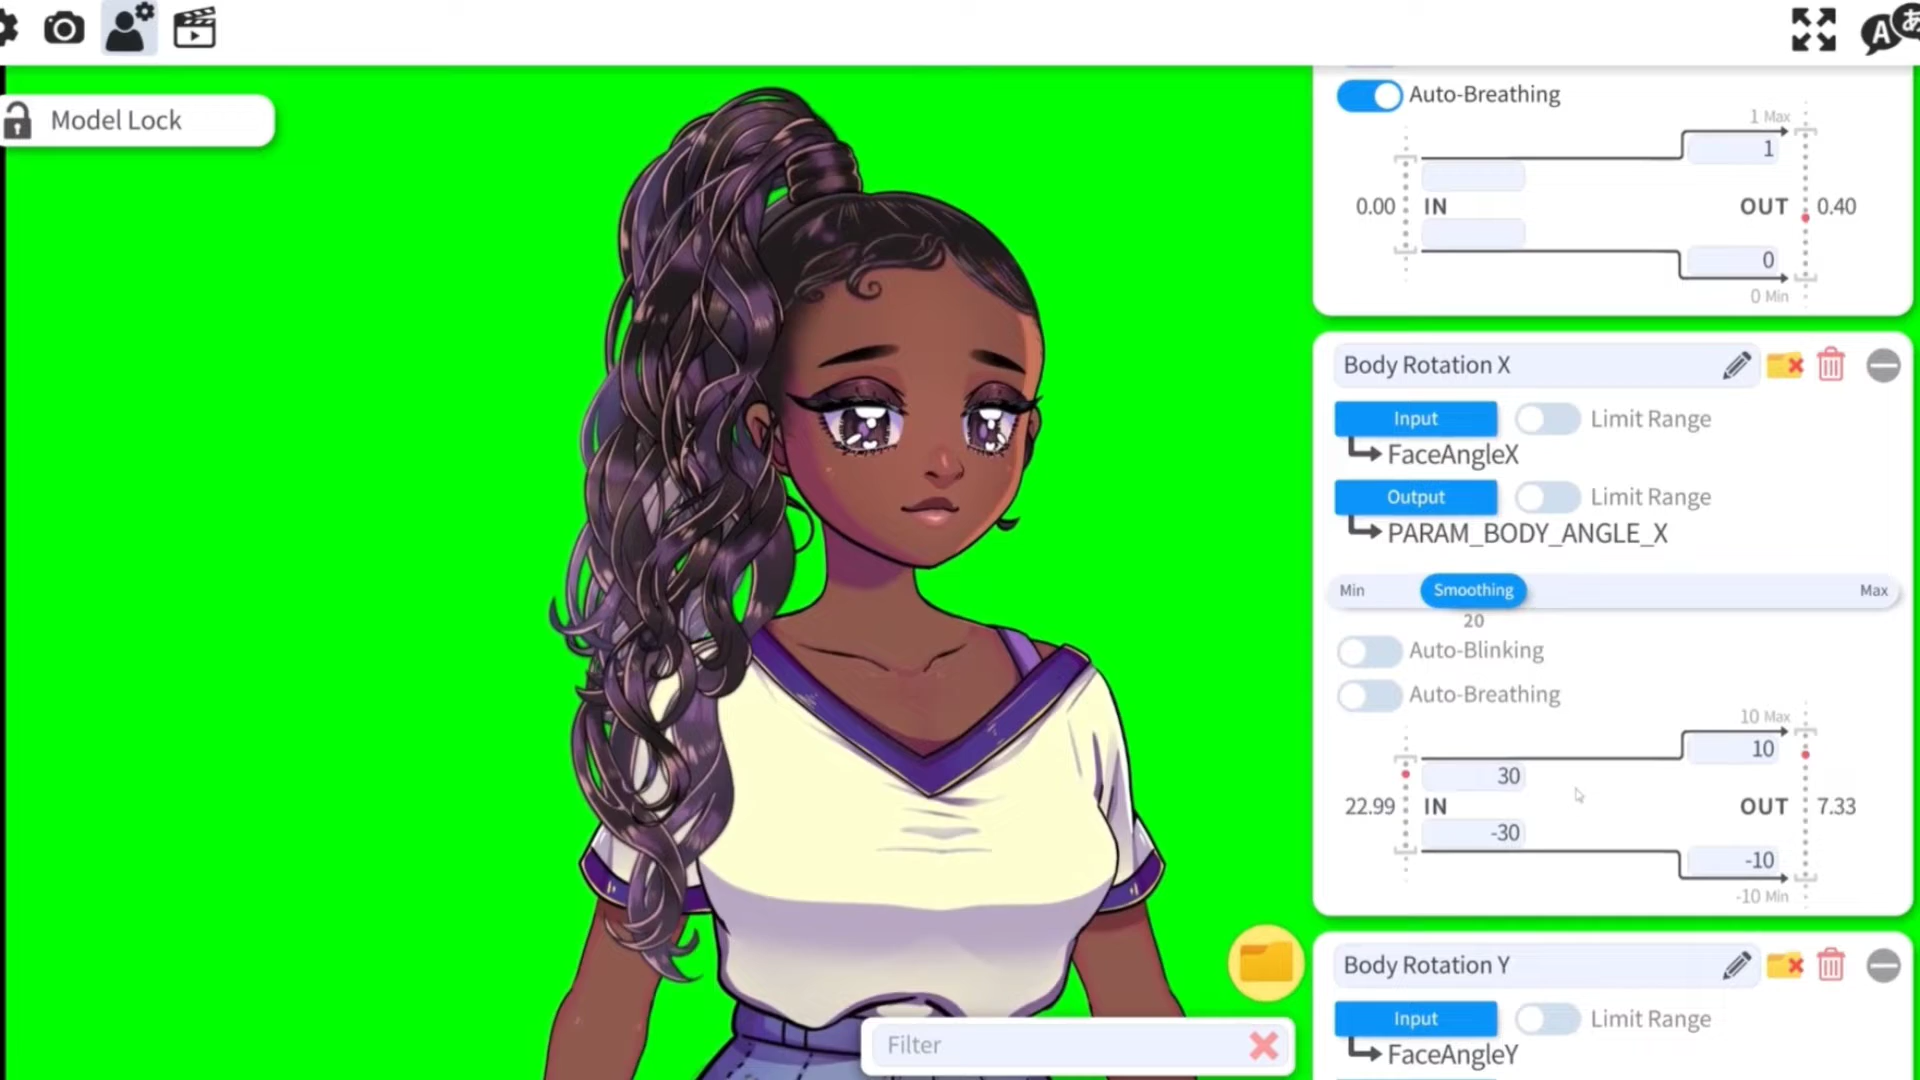 A あ
Model Lock
Auto-Breathing
1 Max
1
0.00 IN OUT 0.40
0
0 Min
Body Rotation X
Input Limit Range
FaceAngleX
Output Limit Range
PARAM_BODY_ANGLE_X
Min Smoothing Max
20
Auto-Blinking
Auto-Breathing
10 Max
10
30
22.99 IN OUT 7.33
-30
-10
-10 Min
Body Rotation Y
Input Limit Range
FaceAngleY
Filter